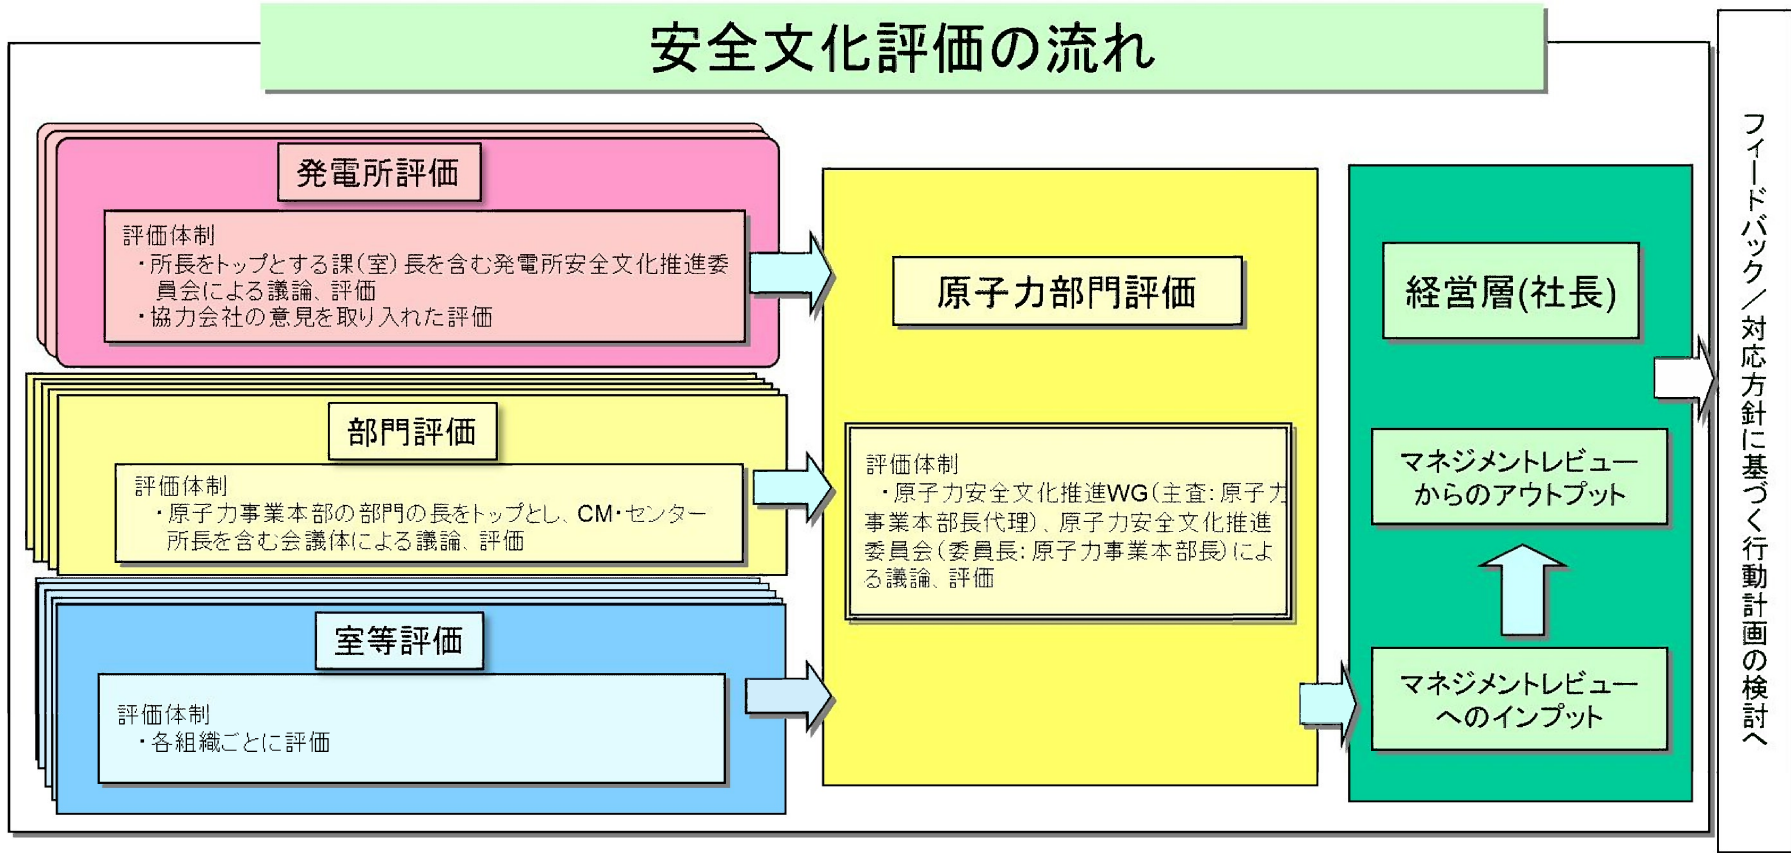 安全文化評価の流れ
発電所評価
評価体制
・所長をトップとする課(室)長を含む発電所安全文化推進委
員会による議論、評価
・協力会社の意見を取り入れた評価
部門評価
評価体制
・原子力事業本部の部門の長をトップとし、CM・センター
所長を含む会議体による議論、評価
室等評価
評価体制
・各組織ごとに評価
原子力部門評価
評価体制
・原子力安全文化推進WG(主査:原子力
事業本部長代理)、原子力安全文化推進
委員会(委員長:原子力事業本部長)によ
る議論、評価
経営層(社長)
マネジメントレビュー
からのアウトプット
マネジメントレビュー
へのインプット
フィードバック/対応方針に基づく行動計画の検討へ